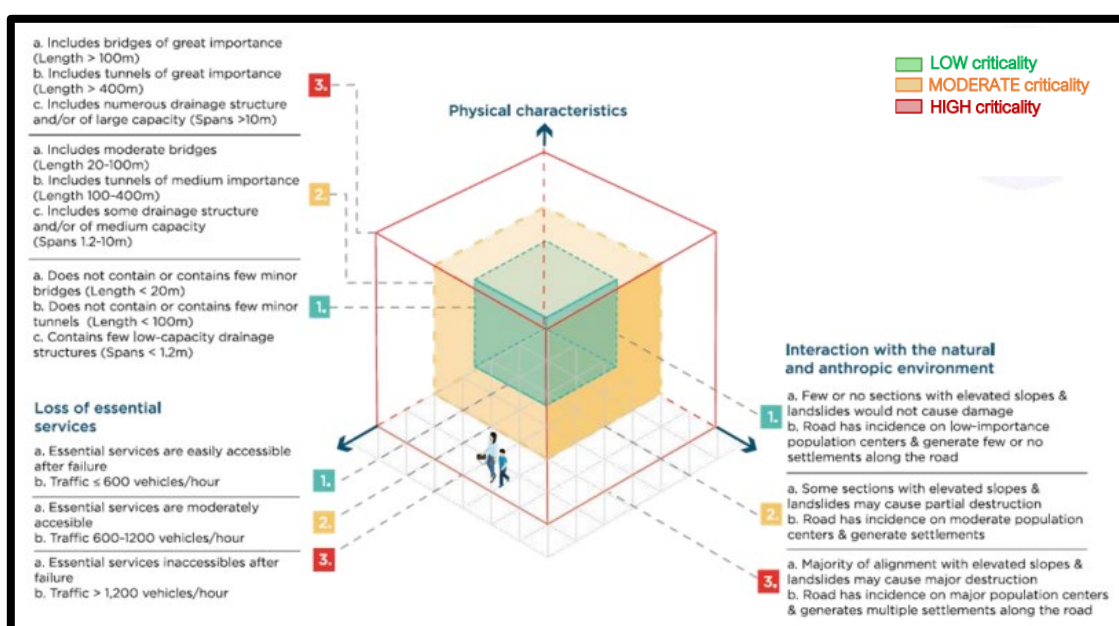 a. Includes bridges of great importance
(Length > 100m)
b. Includes tunnels of great importance
(Length > 400m)
c. Includes numerous drainage structure
and/or of large capacity (Spans >10m)
3.
a. Includes moderate bridges
(Length 20-100m)
b. Includes tunnels of medium importance
(Length 100-400m)
c. Includes some drainage structure
and/or of medium capacity
(Spans 1.2-10m)
2.
a. Does not contain or contains few minor
bridges (Length < 20m)
b. Does not contain or contains few minor
tunnels (Length < 100m)
c. Contains few low-capacity drainage
structures (Spans < 1.2m)
1.
Physical characteristics
LOW criticality
MODERATE criticality
HIGH criticality
Loss of essential
services
a. Essential services are easily accessible
after failure
b. Traffic ≤ 600 vehicles/hour
1.
a. Essential services are moderately
accesible
b. Traffic 600-1200 vehicles/hour
2.
a. Essential services inaccessibles after
failure
b. Traffic > 1,200 vehicles/hour
3.
Interaction with the natural
and anthropic environment
1.
a. Few or no sections with elevated slopes &
landslides would not cause damage
b. Road has incidence on low-importance
population centers & generate few or no
settlements along the road
2.
a. Some sections with elevated slopes &
landslides may cause partial destruction
b. Road has incidence on moderate population
centers & generate settlements
3.
a. Majority of alignment with elevated slopes &
landslides may cause major destruction
b. Road has incidence on major population centers
& generates multiple settlements along the road